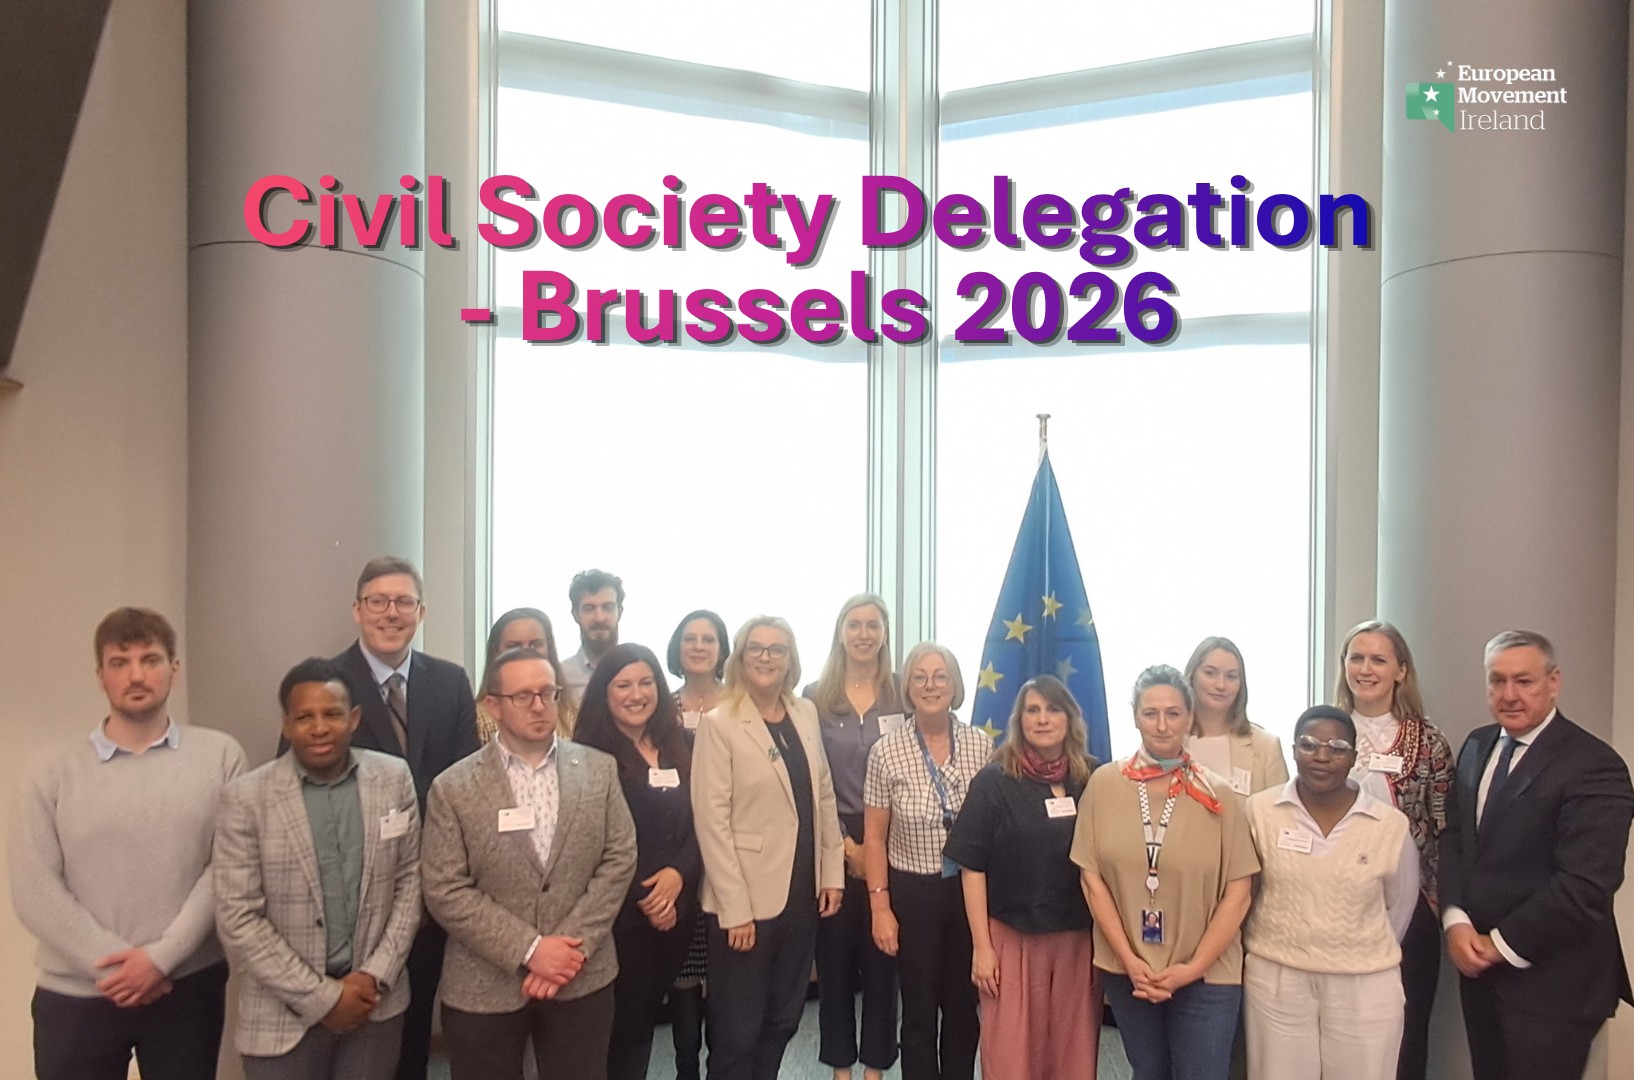 European
Movement
Ireland
Civil Society Delegation
- Brussels 2026